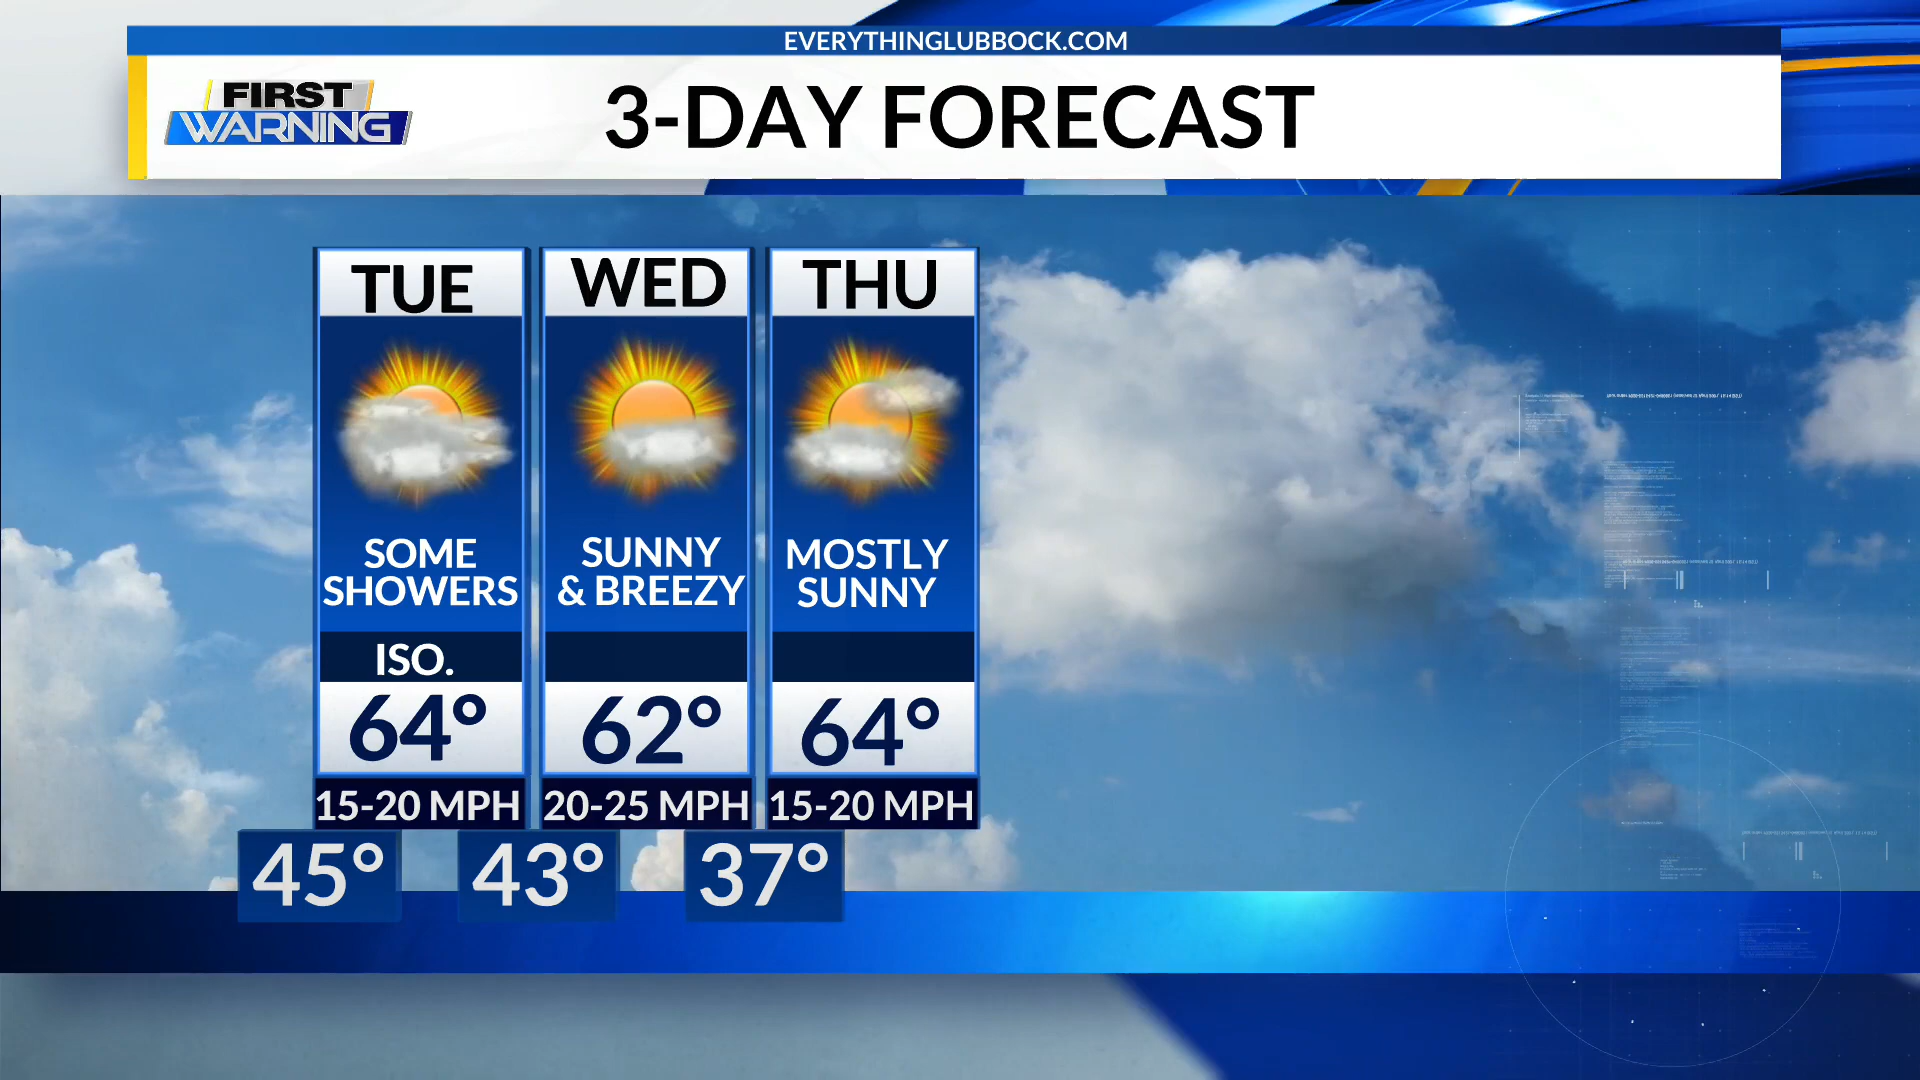 EVERYTHINGLUBBOCK.COM
FIRST
WARNING
3-DAY FORECAST
TUE
SOME
SHOWERS
ISO.
64°
15-20 MPH
WED
SUNNY
& BREEZY
62°
20-25 MPH
THU
MOSTLY
SUNNY
64°
15-20 MPH
45°
43°
37°